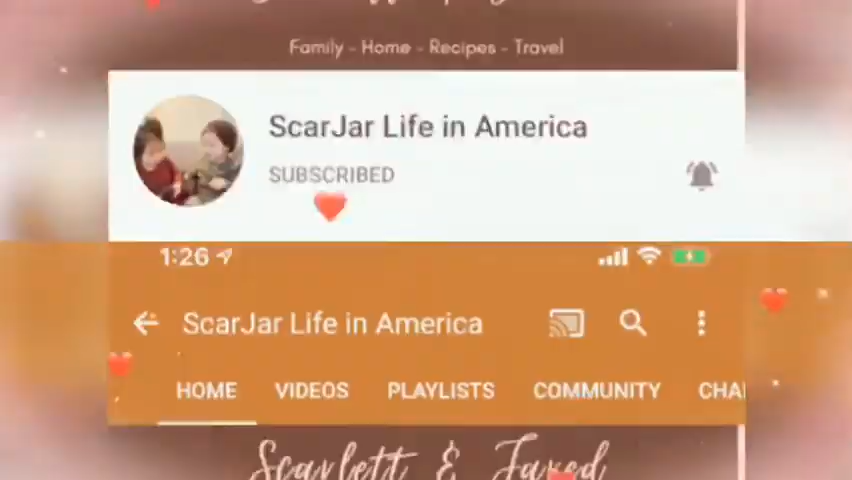 Family - Home - Recipes - Travel
ScarJar Life in America
SUBSCRIBED
1:26
ScarJar Life in America
HOME VIDEOS PLAYLISTS COMMUNITY CHA
Scarlett & Jared